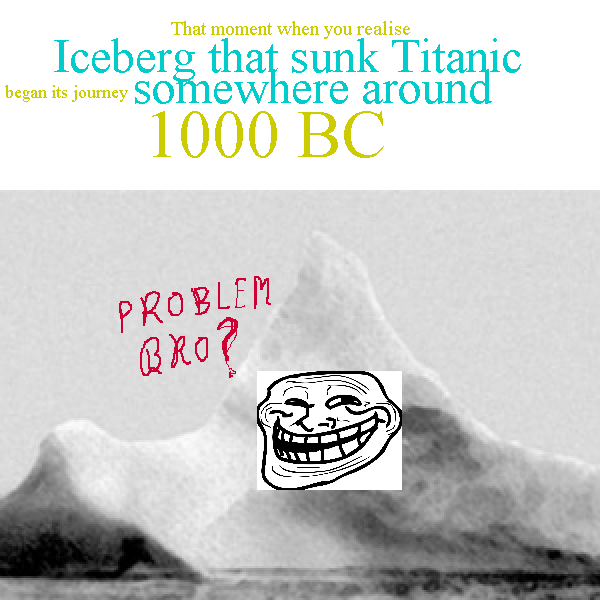 That moment when you realise
Iceberg that sunk Titanic
began its journey somewhere around
1000 BC
PROBLEM
BRO?